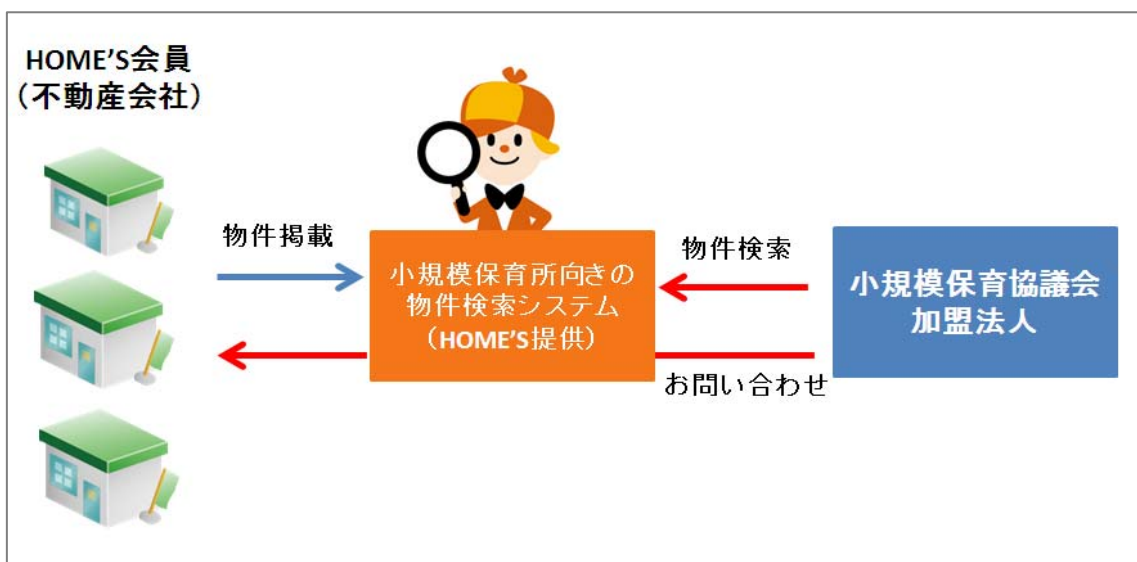 HOME'S会員
（不動産会社）
物件掲載
小規模保育所向きの
物件検索システム
（HOME'S提供）
物件検索
お問い合わせ
小規模保育協議会
加盟法人